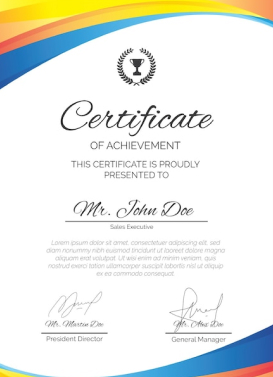 Certificate
OF ACHIEVEMENT
THIS CERTIFICATE IS PROUDLY
PRESENTED TO
Mr. John Doe
Sales Executive
Lorem ipsum dolor sit amet, consectetuer adipiscing elit, sed diam
nonummy nibh euismod tincidunt ut laoreet dolore magna
aliquam erat volutpat. Ut wisi enim ad minim veniam, quis
nostrud exerci tation ullamcorper suscipit lobortis nisl ut aliquip
ex ea commodo consequat.
Mr. Martin Doe
Mr. Alex Doe
President Director
General Manager